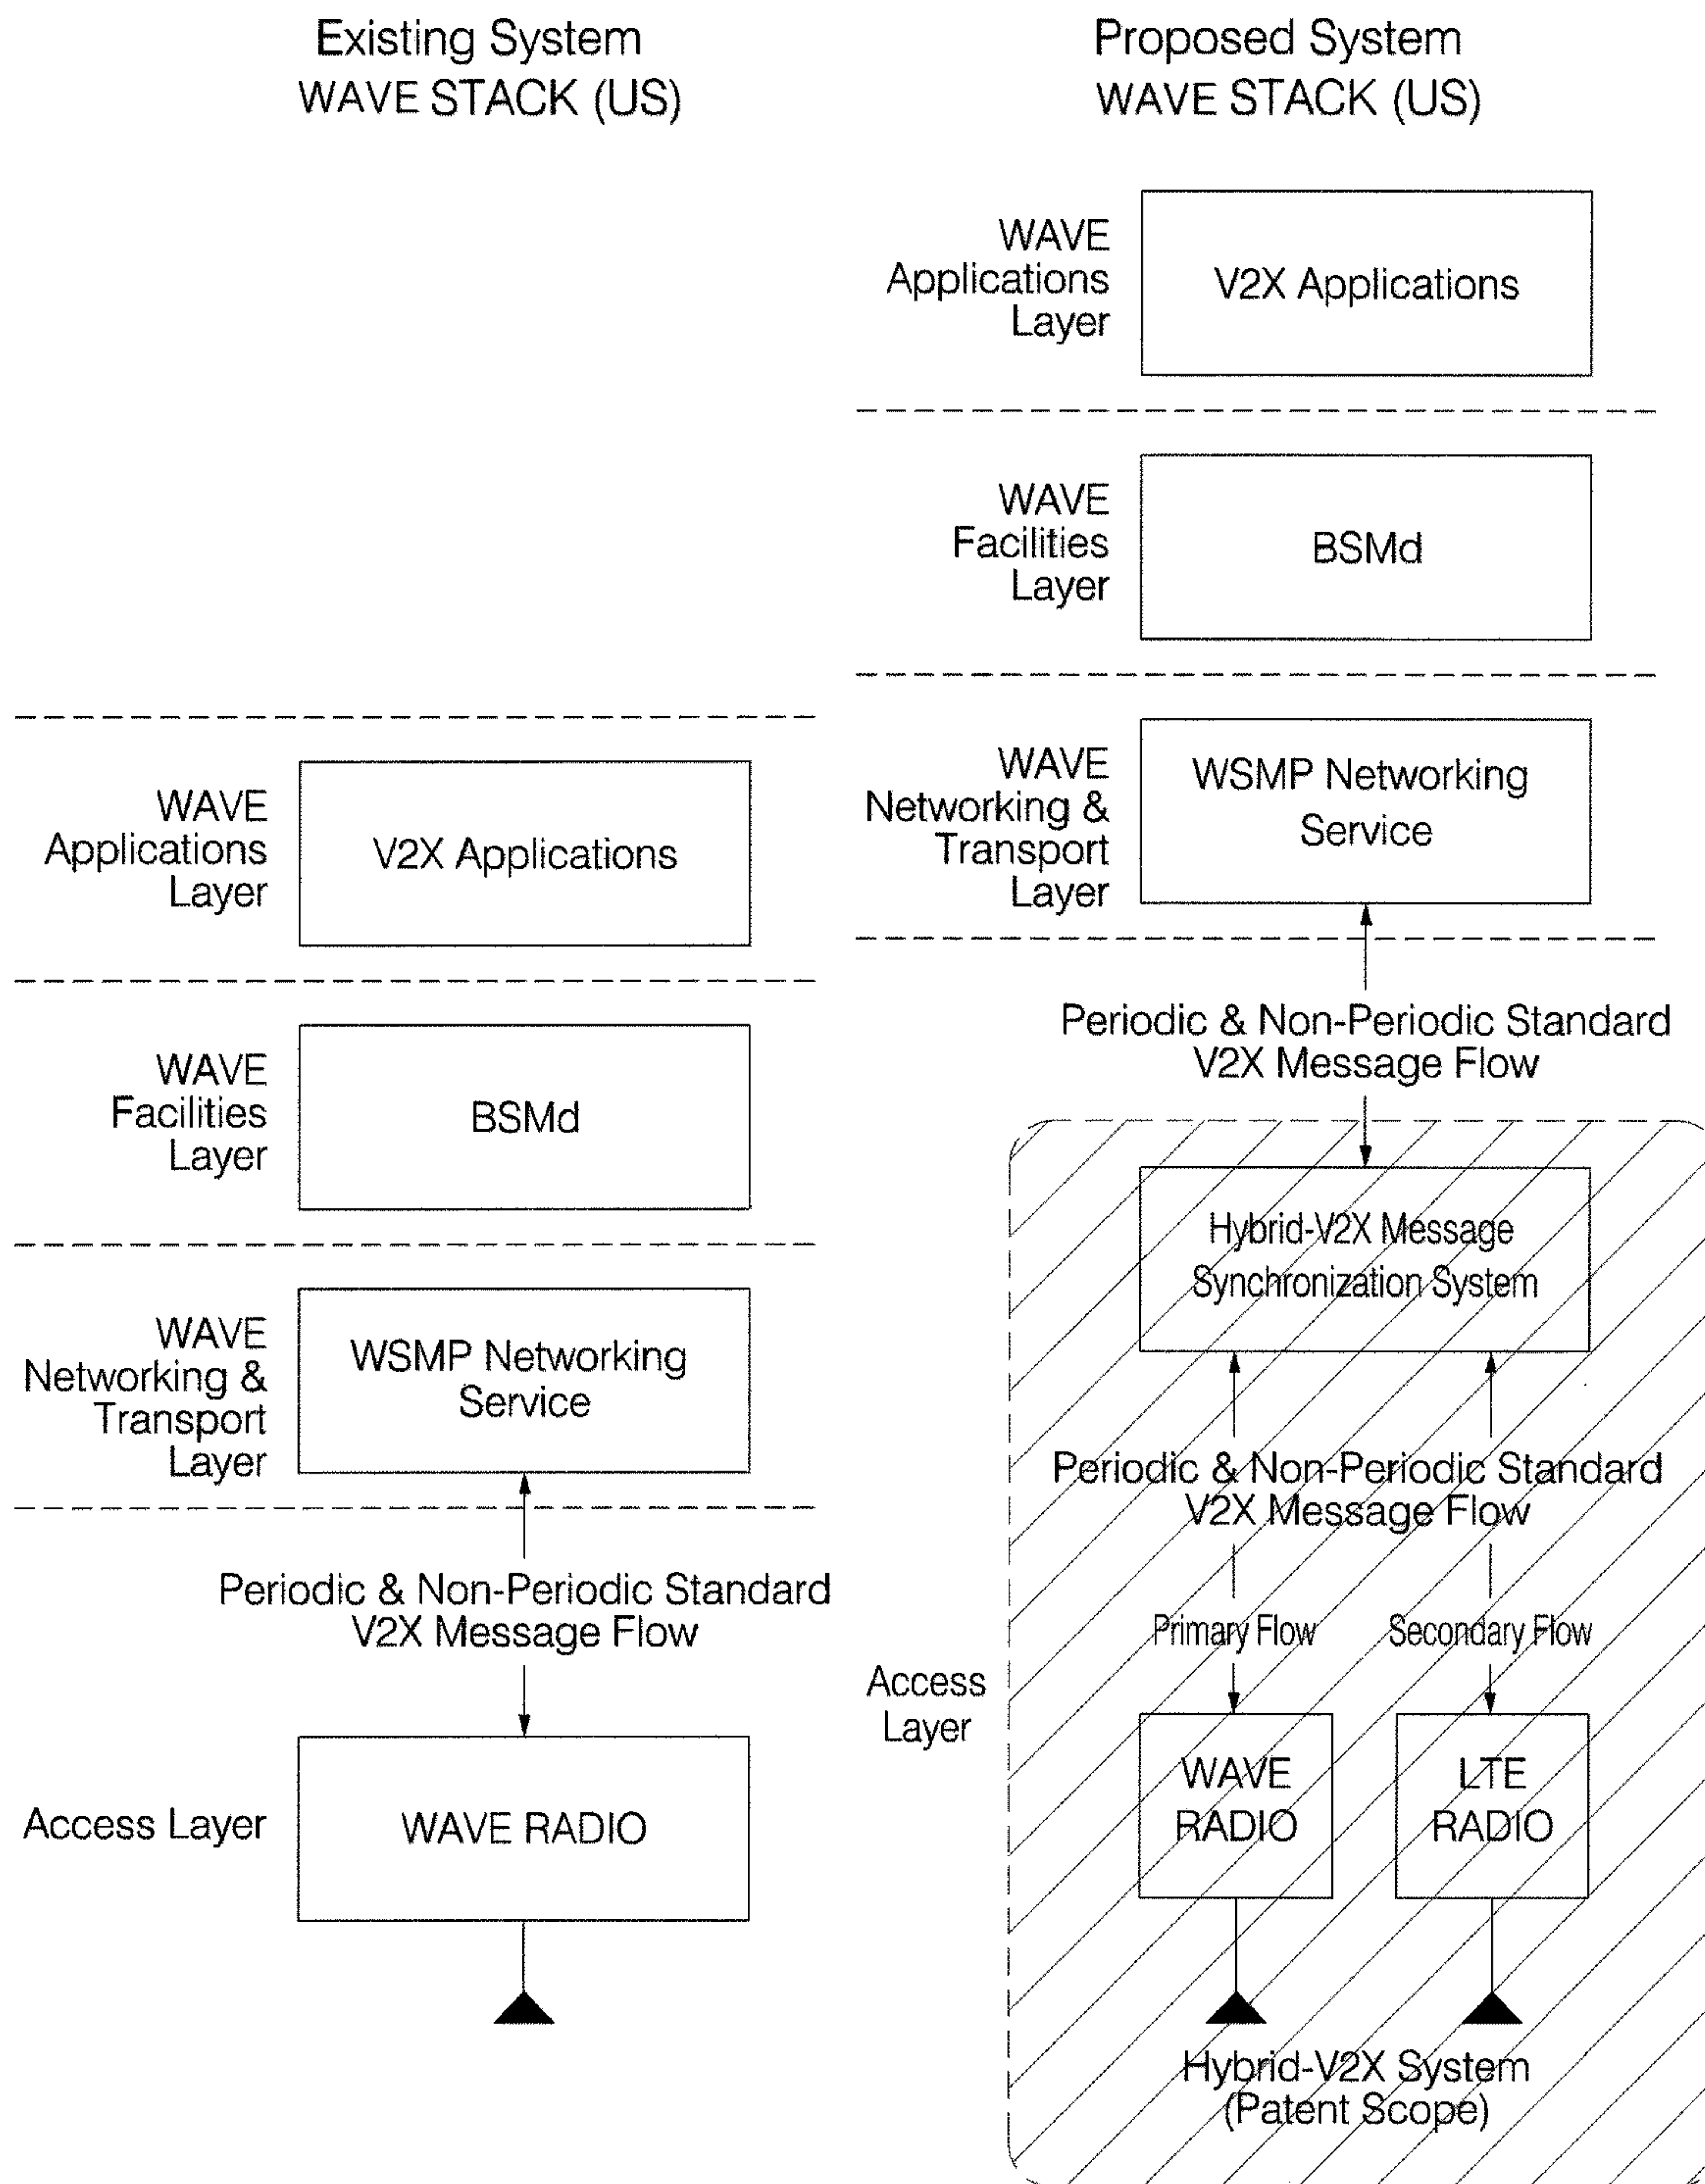 Existing System
WAVE STACK (US)
WAVE
Applications
Layer
V2X Applications
WAVE
Facilities
Layer
BSMd
WAVE
Networking &
Transport
Layer
WSMP Networking
Service
Periodic & Non-Periodic Standard
V2X Message Flow
Access Layer
WAVE RADIO
Proposed System
WAVE STACK (US)
WAVE
Applications
Layer
V2X Applications
WAVE
Facilities
Layer
BSMd
WAVE
Networking &
Transport
Layer
WSMP Networking
Service
Periodic & Non-Periodic Standard
V2X Message Flow
Hybrid-V2X Message
Synchronization System
Periodic & Non-Periodic Standard
V2X Message Flow
Primary Flow
Secondary Flow
Access
Layer
WAVE
RADIO
LTE
RADIO
Hybrid-V2X System
(Patent Scope)